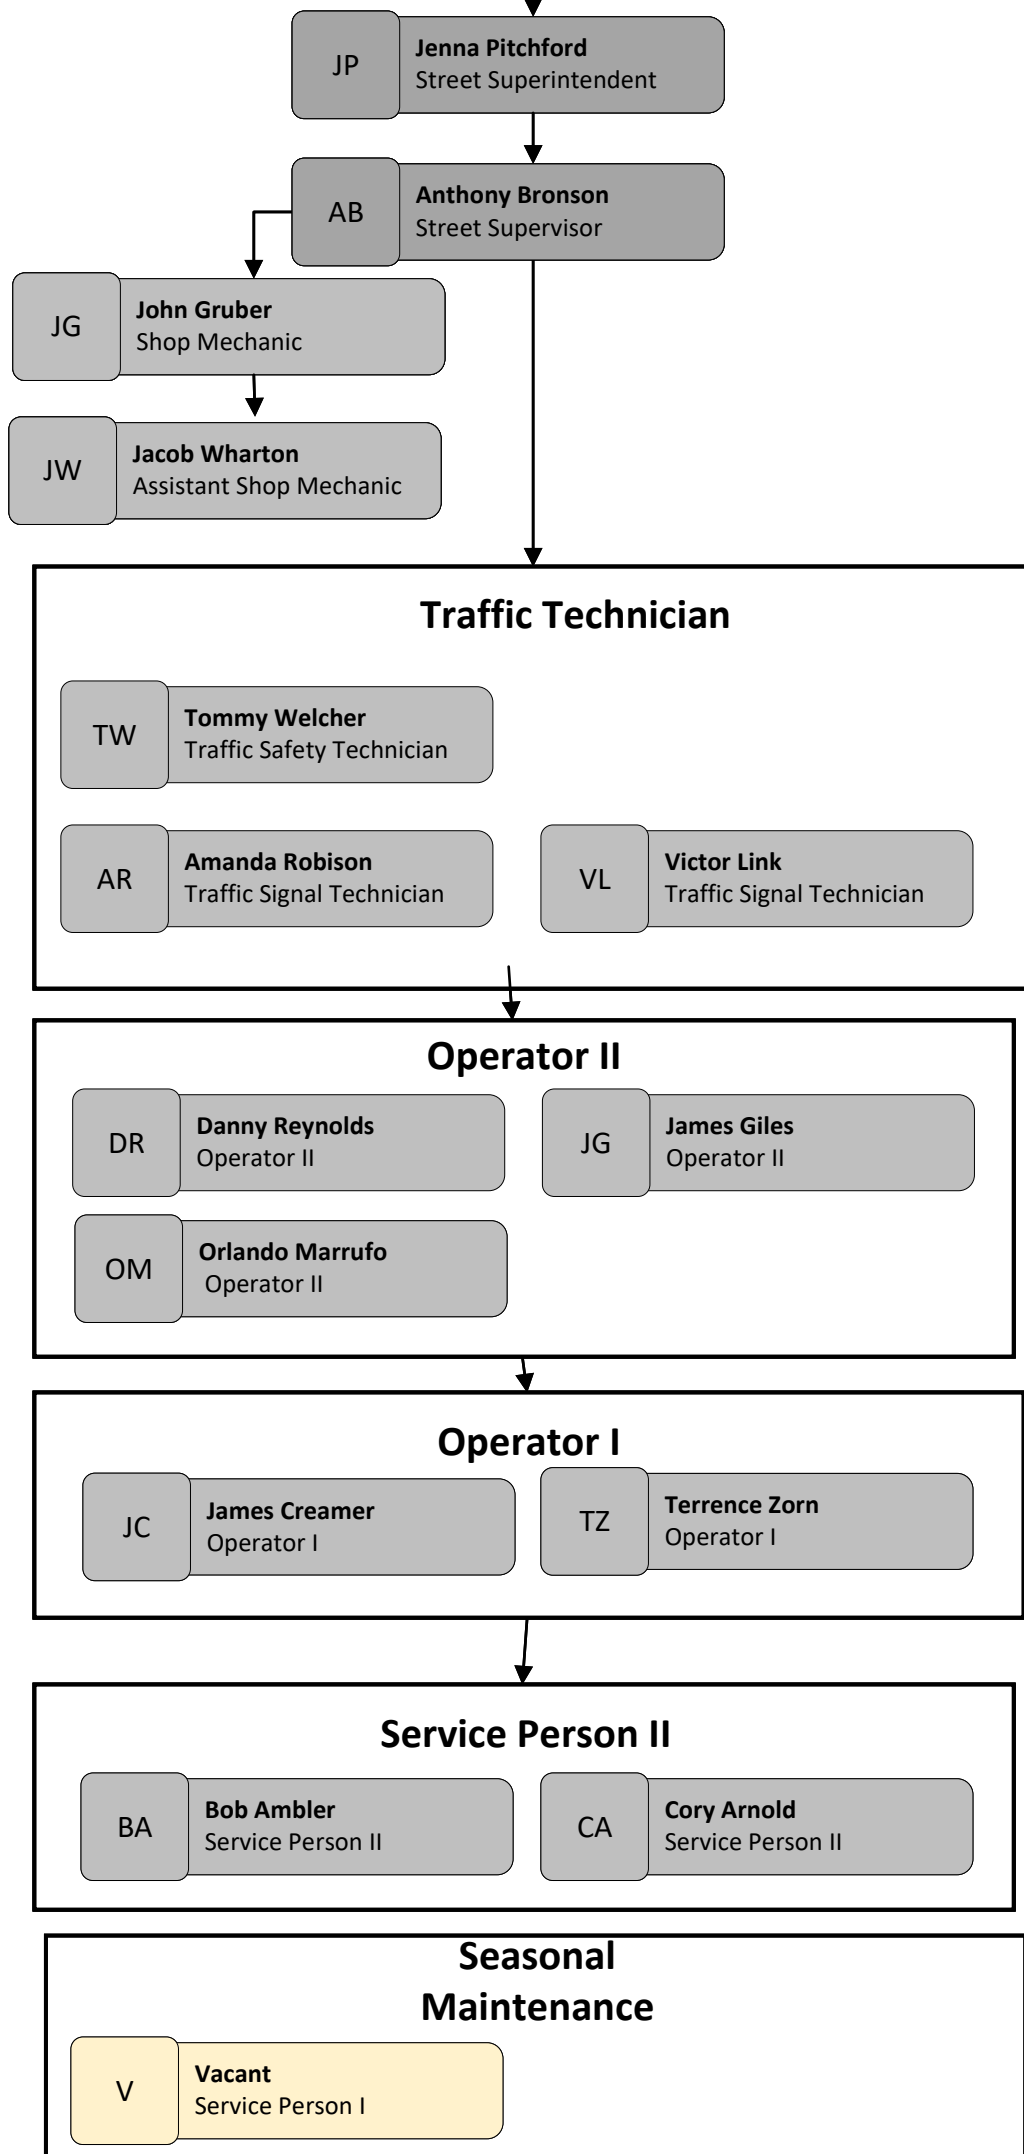 JP
Jenna Pitchford
Street Superintendent
AB
Anthony Bronson
Street Supervisor
JG
John Gruber
Shop Mechanic
JW
Jacob Wharton
Assistant Shop Mechanic
Traffic Technician
TW
Tommy Welcher
Traffic Safety Technician
AR
Amanda Robison
Traffic Signal Technician
VL
Victor Link
Traffic Signal Technician
Operator II
DR
Danny Reynolds
Operator II
JG
James Giles
Operator II
OM
Orlando Marrufo
Operator II
Operator I
JC
James Creamer
Operator I
TZ
Terrence Zorn
Operator I
Service Person II
BA
Bob Ambler
Service Person II
CA
Cory Arnold
Service Person II
Seasonal
Maintenance
V
Vacant
Service Person I